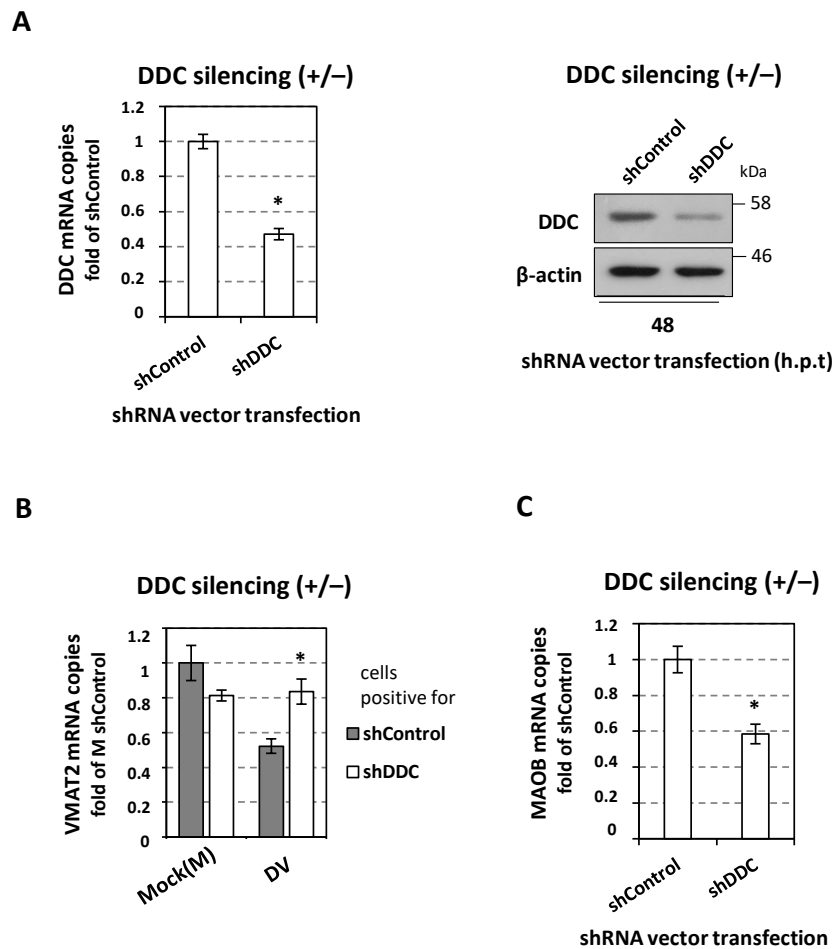 A
DDC silencing (+/–)
DDC mRNA copies
fold of shControl
1.2
1
0.8
0.6
0.4
0.2
0
*
shControl
shDDC
shRNA vector transfection
DDC silencing (+/–)
shControl
shDDC
kDa
DDC
58
β-actin
46
48
shRNA vector transfection (h.p.t)
B
DDC silencing (+/–)
VMAT2 mRNA copies
fold of M shControl
1.2
1
0.8
0.6
0.4
0.2
0
*
Mock(M)
DV
cells
positive for
shControl
shDDC
C
DDC silencing (+/–)
MAOB mRNA copies
fold of shControl
1.2
1
0.8
0.6
0.4
0.2
0
*
shControl
shDDC
shRNA vector transfection